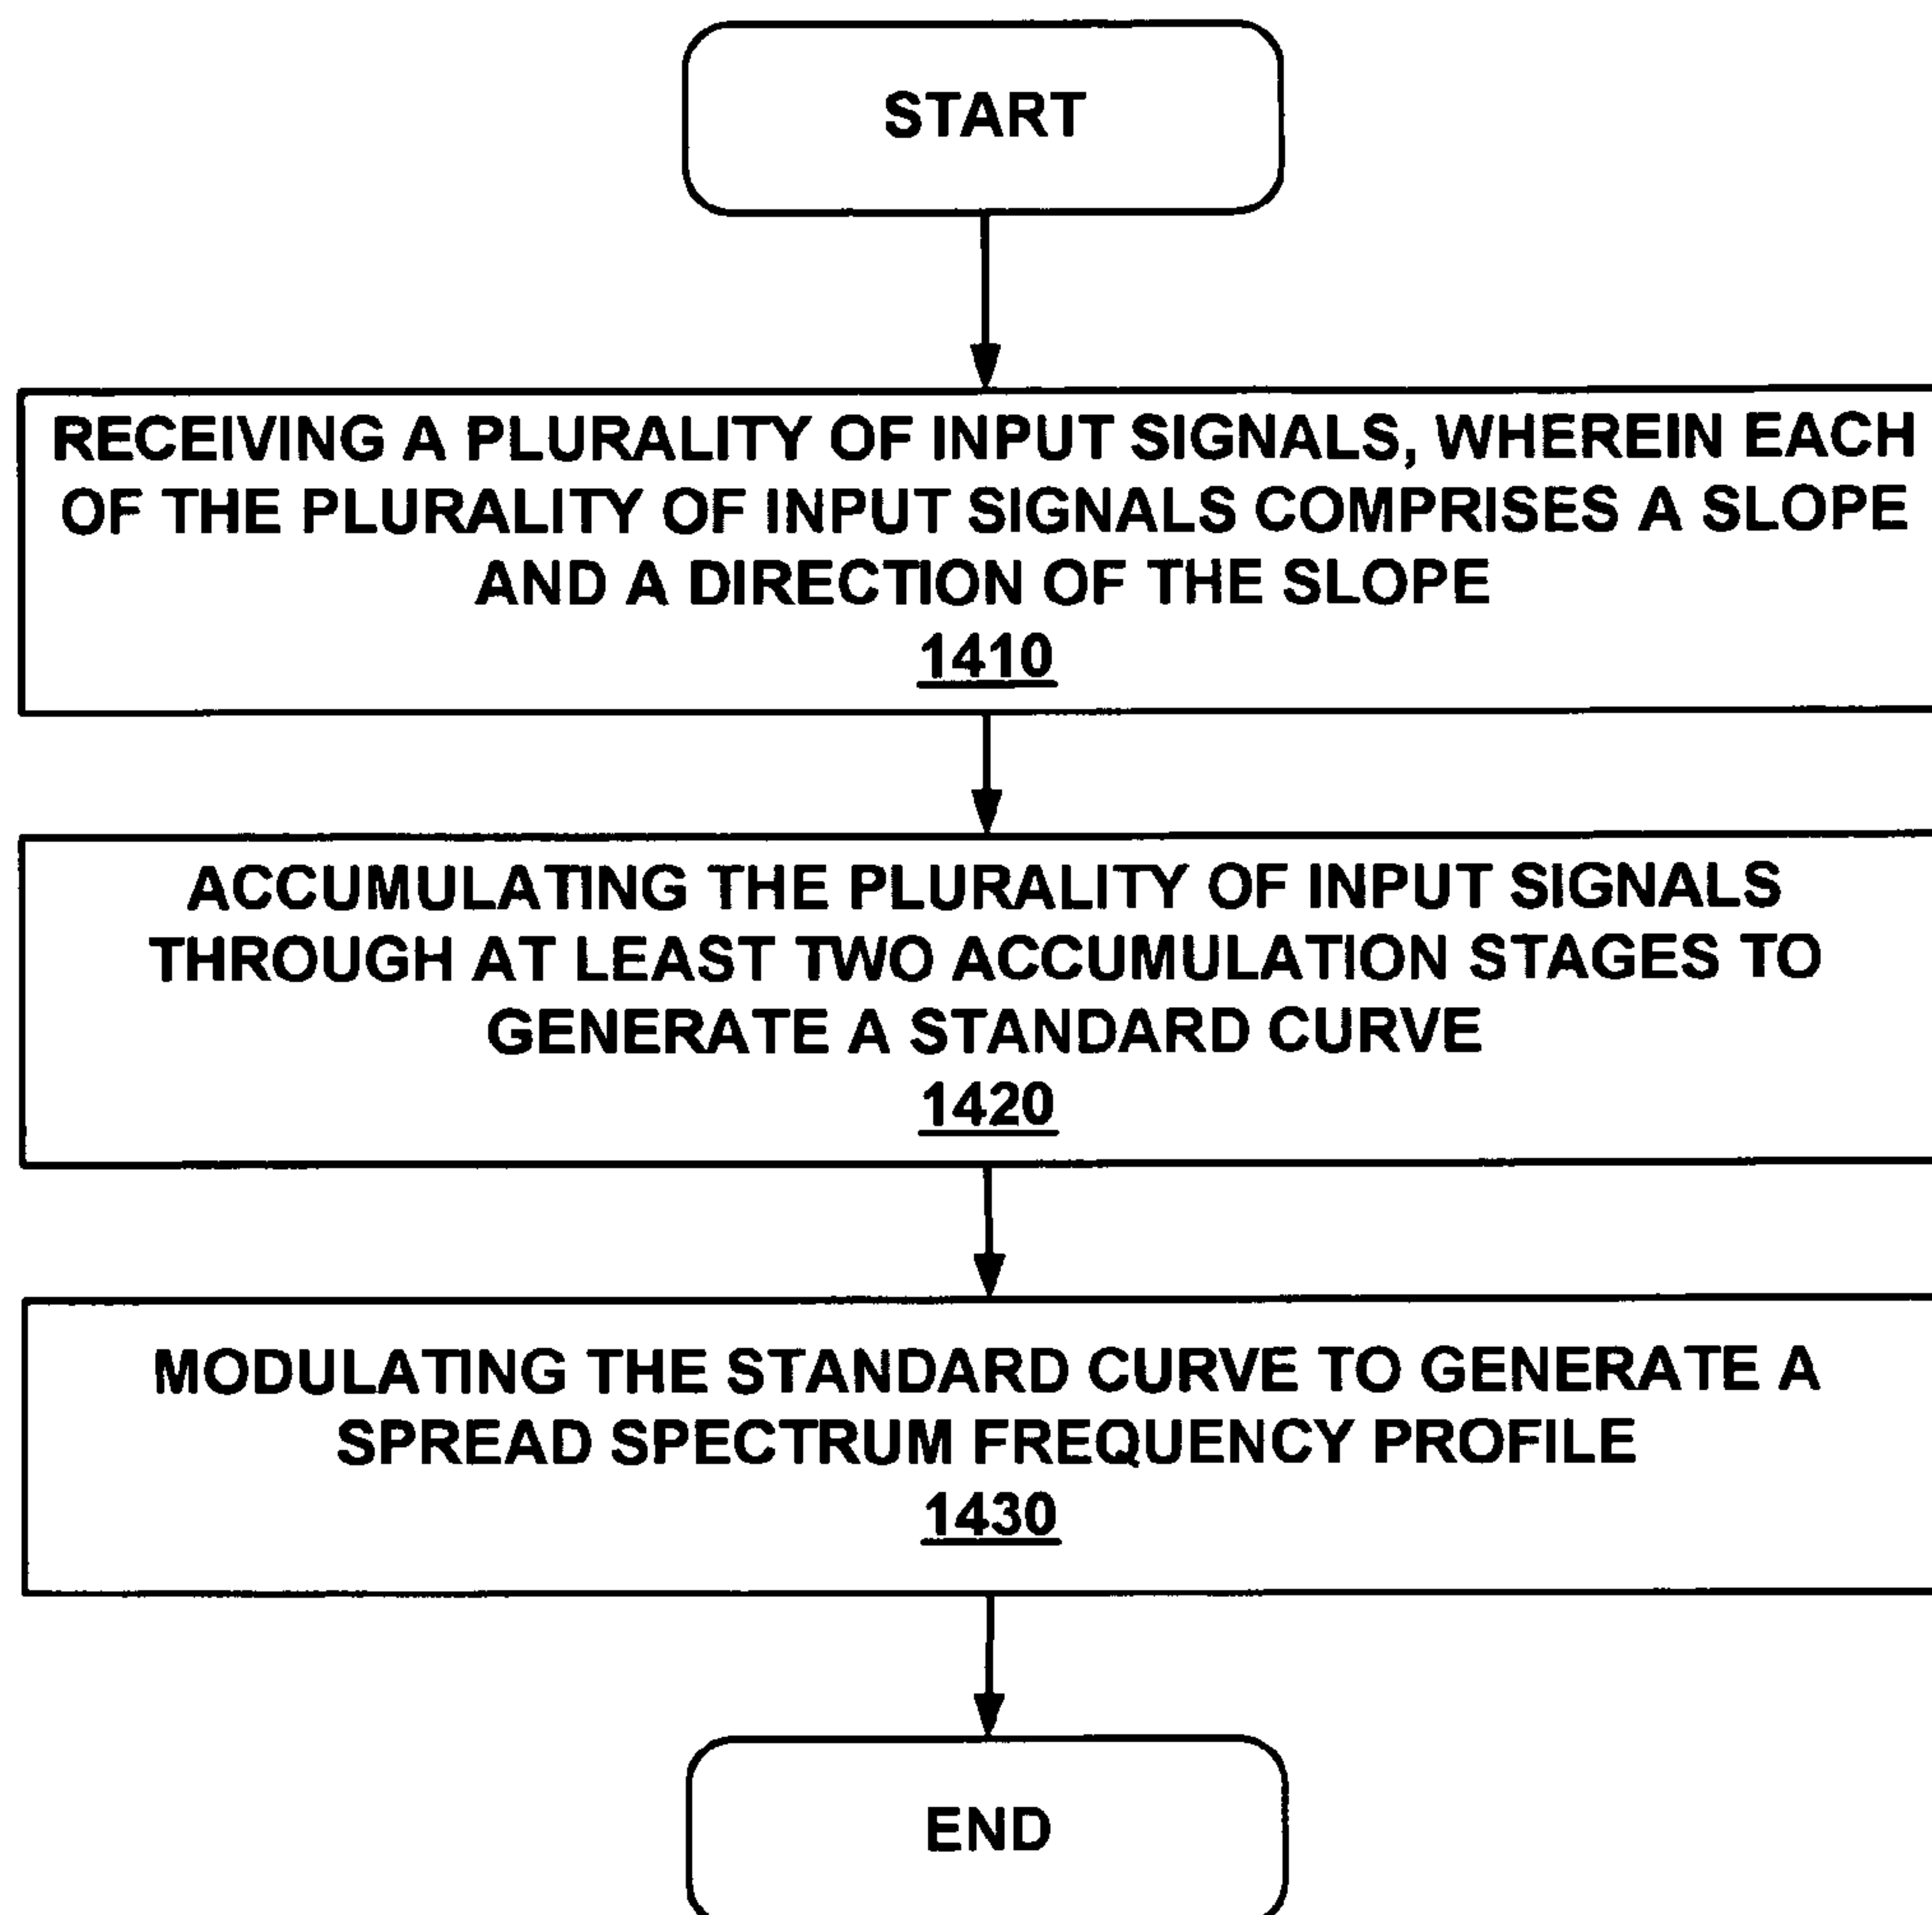 START
RECEIVING A PLURALITY OF INPUT SIGNALS, WHEREIN EACH
OF THE PLURALITY OF INPUT SIGNALS COMPRISES A SLOPE
AND A DIRECTION OF THE SLOPE
1410
ACCUMULATING THE PLURALITY OF INPUT SIGNALS
THROUGH AT LEAST TWO ACCUMULATION STAGES TO
GENERATE A STANDARD CURVE
1420
MODULATING THE STANDARD CURVE TO GENERATE A
SPREAD SPECTRUM FREQUENCY PROFILE
1430
END